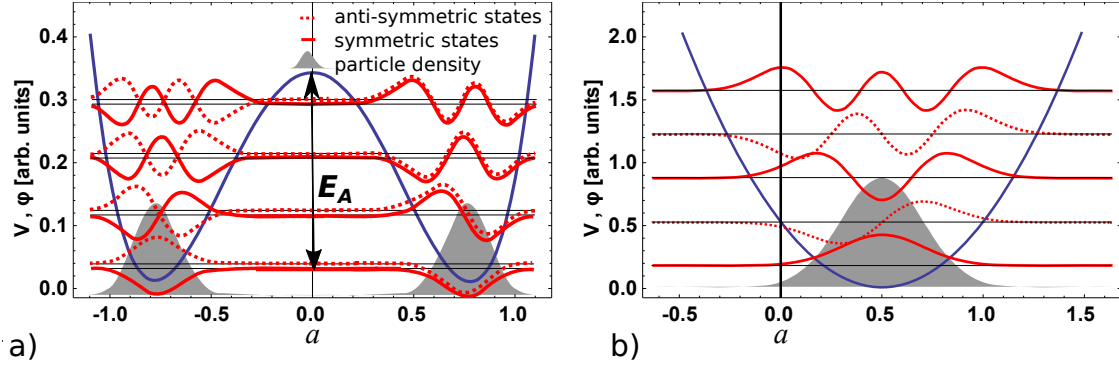 anti-symmetric states
symmetric states
particle density
V, φ [arb. units]
0.4
0.3
0.2
0.1
0.0
E_A
-1.0 -0.5 0.0 0.5 1.0
a
a)
V, φ [arb. units]
2.0
1.5
1.0
0.5
0.0
-0.5 0.0 0.5 1.0 1.5
a
b)